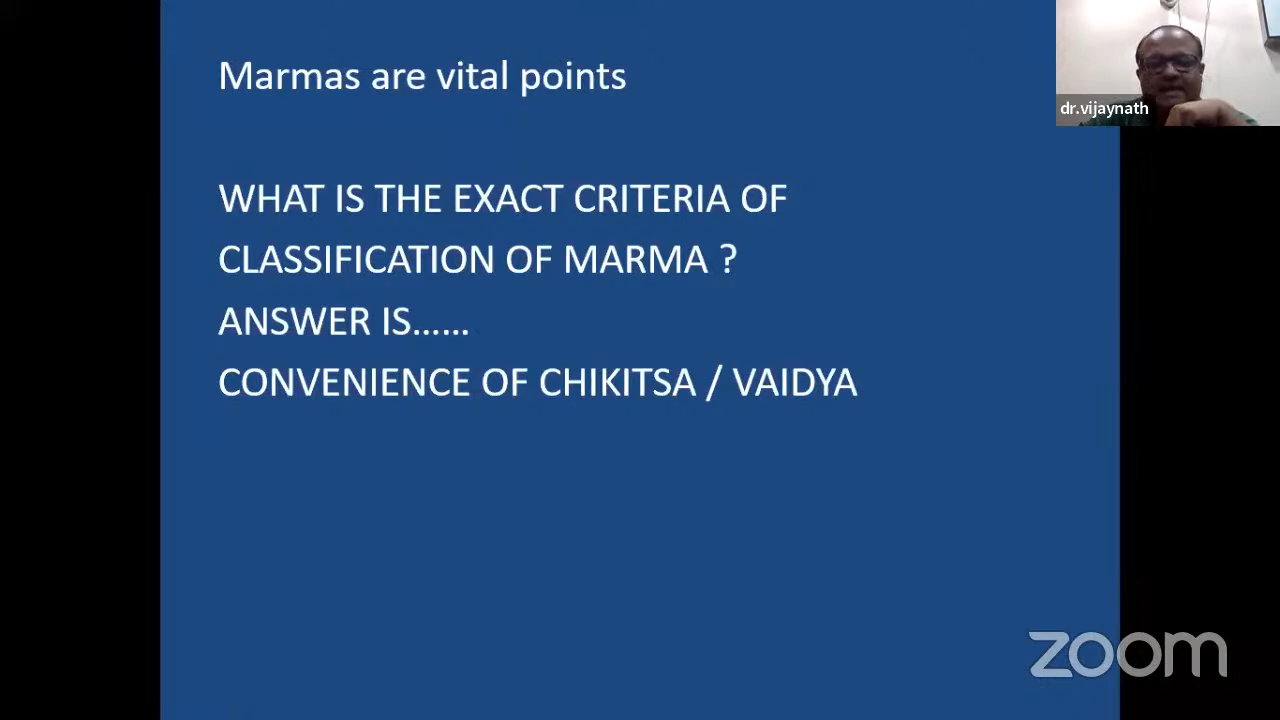 Marmas are vital points
dr.vijaynath
WHAT IS THE EXACT CRITERIA OF
CLASSIFICATION OF MARMA ?
ANSWER IS......
CONVENIENCE OF CHIKITSA / VAIDYA
zoom